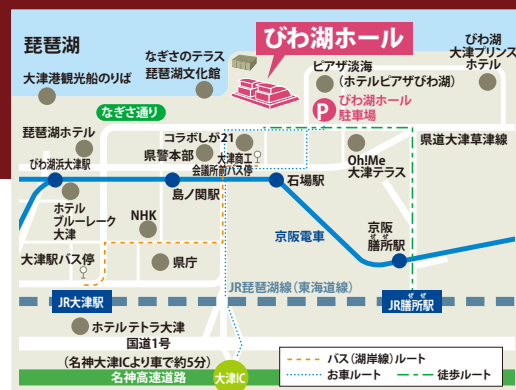 琵琶湖
びわ湖ホール
びわ湖
大津プリンス
ホテル
なぎさのテラス
琵琶湖文化館
ピアザ淡海
(ホテルピアザびわ湖)
大津港観光船のりば
P
びわ湖ホール
駐車場
なぎさ通り
琵琶湖ホテル
コラボしが21
県警本部
大津商工
会議所前バス停
県道大津草津線
Oh!Me
大津テラス
びわ湖浜大津駅
島ノ関駅
石場駅
ホテル
ブルーレーク
大津
NHK
京阪電車
京阪
ぜぜ
膳所駅
大津駅バス停
県庁
JR琵琶湖線(東海道線)
JR大津駅
ぜぜ
JR膳所駅
ホテルテトラ大津
国道1号
(名神大津ICより車で約5分)
名神高速道路
大津IC
バス(湖岸線)ルート
お車ルート
徒歩ルート